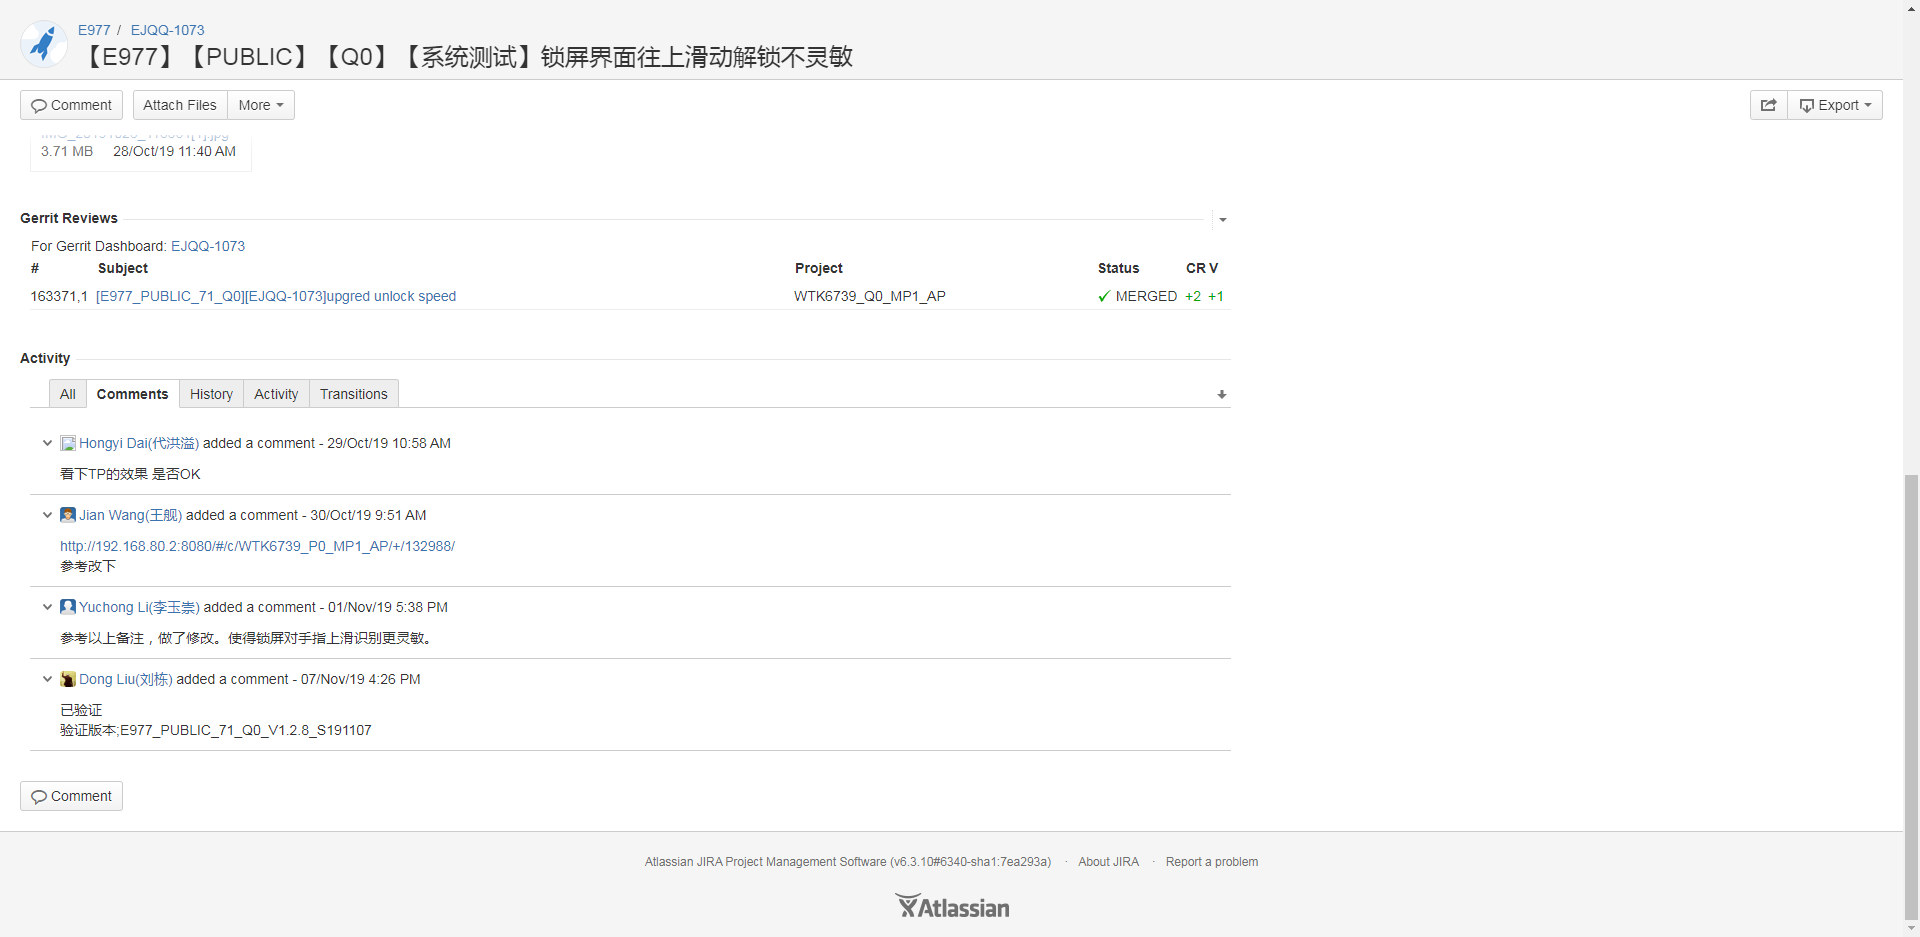 E977 / EJQQ-1073
【E977】【PUBLIC】【Q0】【系统测试】锁屏界面往上滑动解锁不灵敏
Comment Attach Files More Export
3.71 MB 28/Oct/19 11:40 AM
Gerrit Reviews
For Gerrit Dashboard: EJQQ-1073
# Subject Project Status CR V
163371,1 [E977_PUBLIC_71_Q0][EJQQ-1073]upgred unlock speed WTK6739_Q0_MP1_AP MERGED +2 +1
Activity
All Comments History Activity Transitions
Hongyi Dai(代洪溢) added a comment - 29/Oct/19 10:58 AM
看下TP的效果 是否OK
Jian Wang(王舰) added a comment - 30/Oct/19 9:51 AM
http://192.168.80.2:8080/#/c/WTK6739_P0_MP1_AP/+/132988/
参考改下
Yuchong Li(李玉崇) added a comment - 01/Nov/19 5:38 PM
参考以上备注，做了修改。使得锁屏对手指上滑识别更灵敏。
Dong Liu(刘栋) added a comment - 07/Nov/19 4:26 PM
已验证
验证版本;E977_PUBLIC_71_Q0_V1.2.8_S191107
Comment
Atlassian JIRA Project Management Software (v6.3.10#6340-sha1:7ea293a) · About JIRA · Report a problem
Atlassian